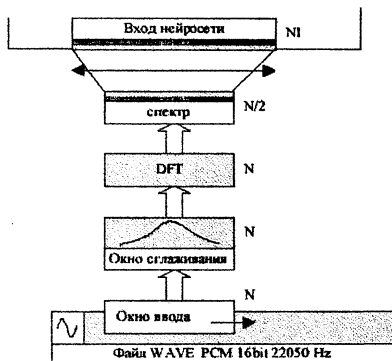 Вход нейросети
N1
спектр
N/2
DFT
N
N
Окно сглаживания
N
Окно ввода
Файл WAVE PCM 16bit 22050 Hz